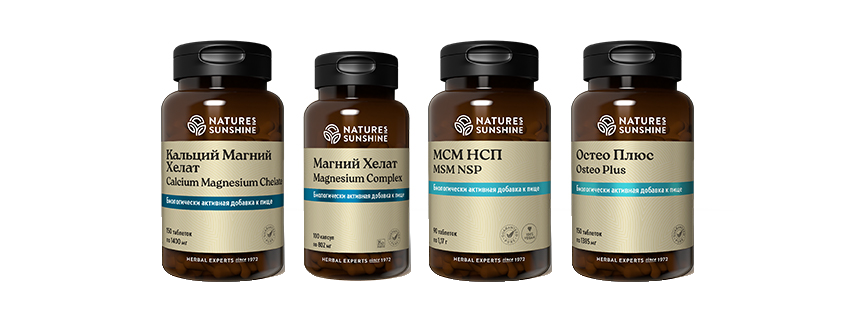 NATURES
SUNSHINE
Кальций Магний
Хелат
Calcium Magnesium Chelate
Биологически активная добавка к пище
150 таблеток
по 1400 мг
HERBAL EXPERTS since 1972
NATURES
SUNSHINE
Магний Хелат
Magnesium Complex
Биологически активная добавка к пище
100 капсул
по 802 мг
HERBAL EXPERTS since 1972
NATURES
SUNSHINE
МСМ НСП
MSM NSP
Биологически активная добавка к пище
90 таблеток
по 1,17 г
HERBAL EXPERTS since 1972
NATURES
SUNSHINE
Остео Плюс
Osteo Plus
Биологически активная добавка к пище
150 таблеток
по 1385 мг
HERBAL EXPERTS since 1972